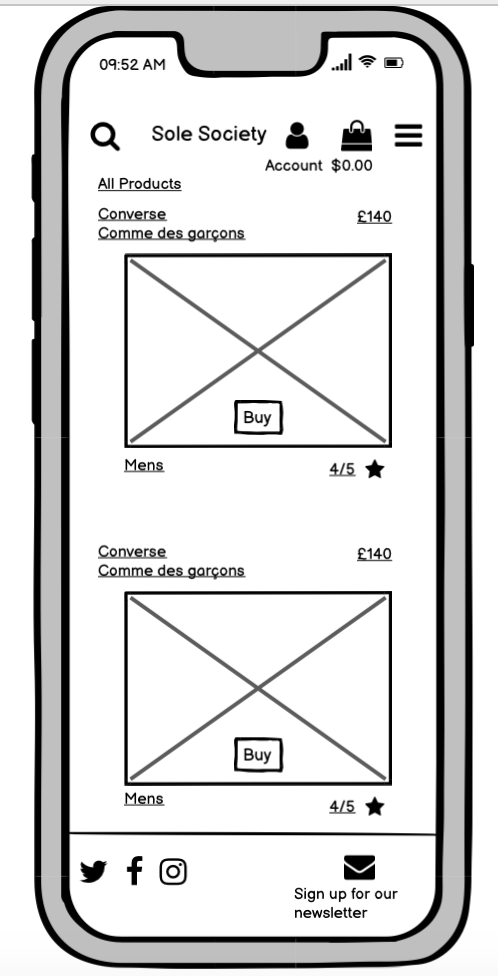 09:52 AM
Sole Society
Account $0.00
All Products
Converse £140
Comme des garçons
Buy
Mens 4/5
Converse £140
Comme des garçons
Buy
Mens 4/5
Sign up for our
newsletter